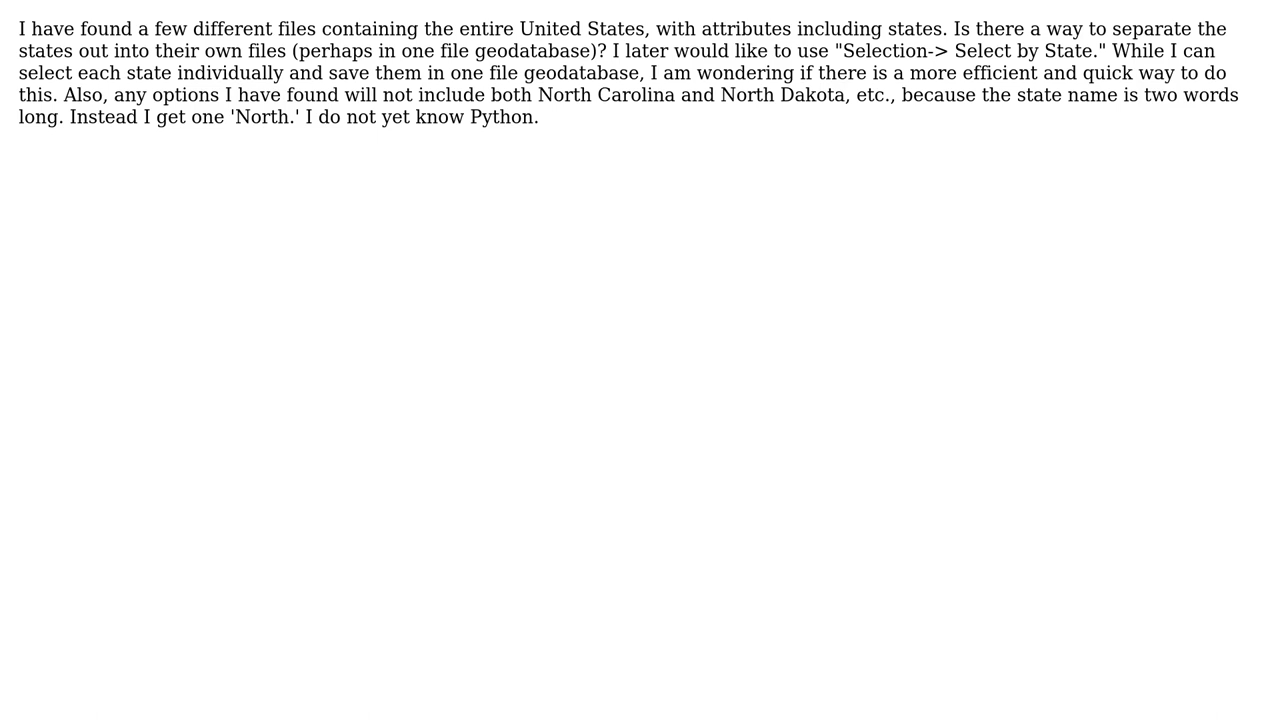 I have found a few different files containing the entire United States, with attributes including states. Is there a way to separate the
states out into their own files (perhaps in one file geodatabase)? I later would like to use "Selection-> Select by State." While I can
select each state individually and save them in one file geodatabase, I am wondering if there is a more efficient and quick way to do
this. Also, any options I have found will not include both North Carolina and North Dakota, etc., because the state name is two words
long. Instead I get one 'North.' I do not yet know Python.